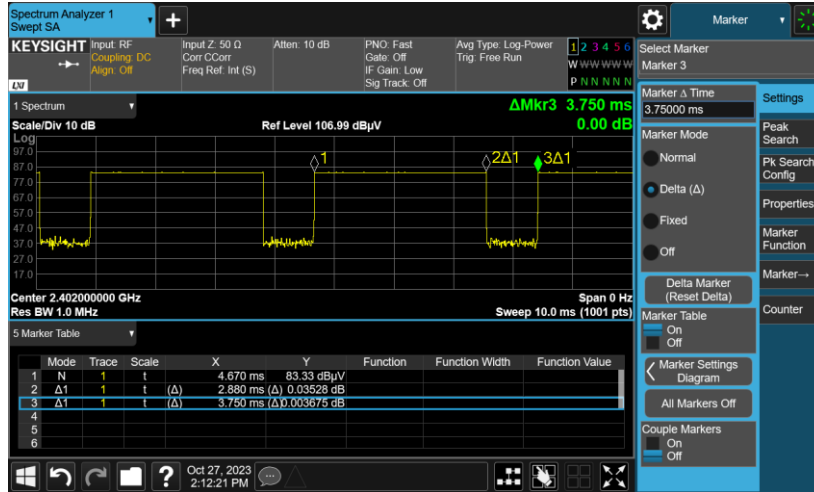 Spectrum Analyzer 1
Swept SA
Marker
KEYSIGHT Input: RF Input Z: 50 Ω Atten: 10 dB PNO: Fast Avg Type: Log-Power 1 2 3 4 5 6
Coupling: DC Corr CCorr Gate: Off Trig: Free Run W W W W W W
Align: Off Freq Ref: Int (S) IF Gain: Low
LXI Sig Track: Off P N N N N N
Select Marker
Marker 3
1 Spectrum
ΔMkr3 3.750 ms
Scale/Div 10 dB Ref Level 106.99 dBµV 0.00 dB
Log
97.0
87.0
77.0
67.0
57.0
47.0
37.0
27.0
17.0
1 2Δ1 3Δ1
Center 2.402000000 GHz Span 0 Hz
Res BW 1.0 MHz Sweep 10.0 ms (1001 pts)
5 Marker Table
Mode Trace Scale X Y Function Function Width Function Value
1 N 1 t 4.670 ms 83.33 dBµV
2 Δ1 1 t (Δ) 2.880 ms (Δ) 0.03528 dB
3 Δ1 1 t (Δ) 3.750 ms (Δ)0.003675 dB
4
5
6
Marker Δ Time
3.75000 ms
Marker Mode
Normal
Delta (Δ)
Fixed
Off
Delta Marker
(Reset Delta)
Marker Table
On
Off
Marker Settings
Diagram
All Markers Off
Couple Markers
On
Off
Settings
Peak
Search
Pk Search
Config
Properties
Marker
Function
Marker→
Counter
? Oct 27, 2023
2:12:21 PM